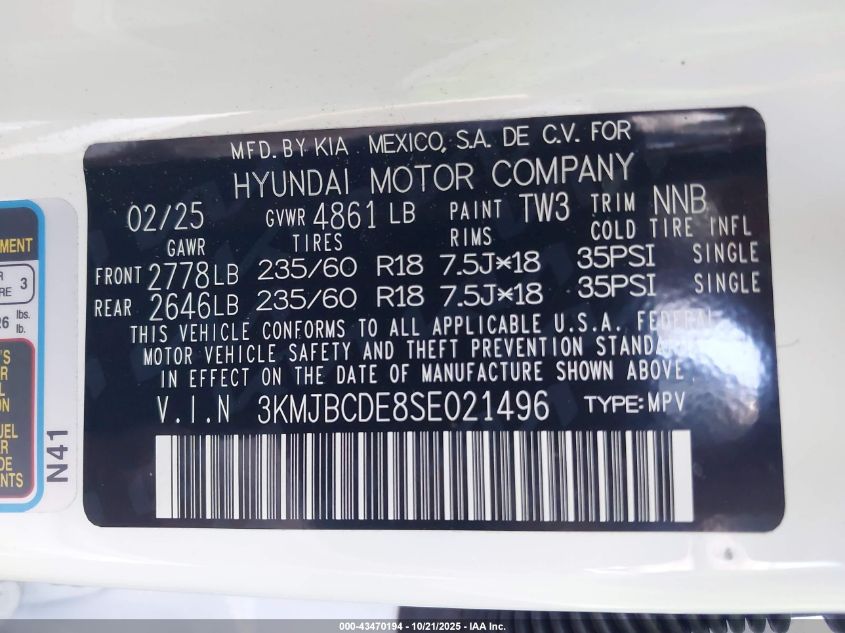 MFD. BY KIA MEXICO, S.A. DE C.V. FOR
HYUNDAI MOTOR COMPANY
02/25 GVWR 4861 LB PAINT TW3 TRIM NNB
GAWR TIRES RIMS COLD TIRE INFL
FRONT 2778LB 235/60 R18 7.5J*18 35PSI SINGLE
REAR 2646LB 235/60 R18 7.5J*18 35PSI SINGLE
THIS VEHICLE CONFORMS TO ALL APPLICABLE U.S.A. FEDERAL
MOTOR VEHICLE SAFETY AND THEFT PREVENTION
IN EFFECT ON THE DATE OF MANUFACTURE SHOWN ABOVE.
V.I.N 3KMJBCDE8SE021496 TYPE:MPV
N41
MENT
3
26 lbs.
000-43470194 - 10/21/2025 - IAA Inc.